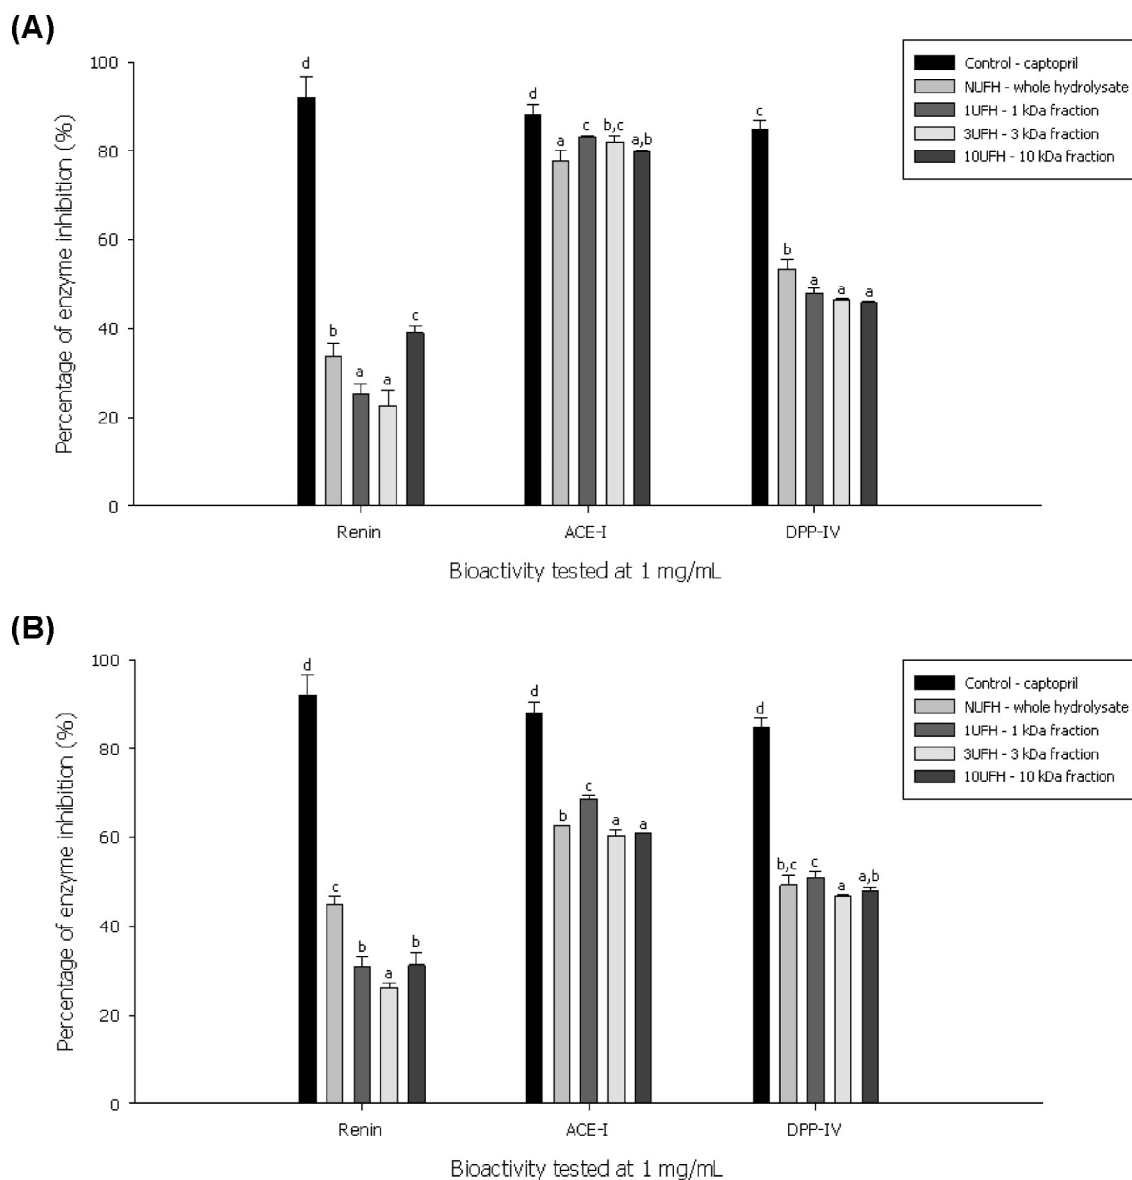 (A)
Percentage of enzyme inhibition (%)
100
80
60
40
20
0
d
b
a
a
c
d
a
c
b,c
a,b
c
b
a
a
a
Control - captopril
NUFH - whole hydrolysate
1UFH - 1 kDa fraction
3UFH - 3 kDa fraction
10UFH - 10 kDa fraction
Renin
ACE-I
DPP-IV
Bioactivity tested at 1 mg/mL
(B)
Percentage of enzyme inhibition (%)
100
80
60
40
20
0
d
c
b
a
b
d
b
c
a
a
d
b,c
c
a
a,b
Control - captopril
NUFH - whole hydrolysate
1UFH - 1 kDa fraction
3UFH - 3 kDa fraction
10UFH - 10 kDa fraction
Renin
ACE-I
DPP-IV
Bioactivity tested at 1 mg/mL